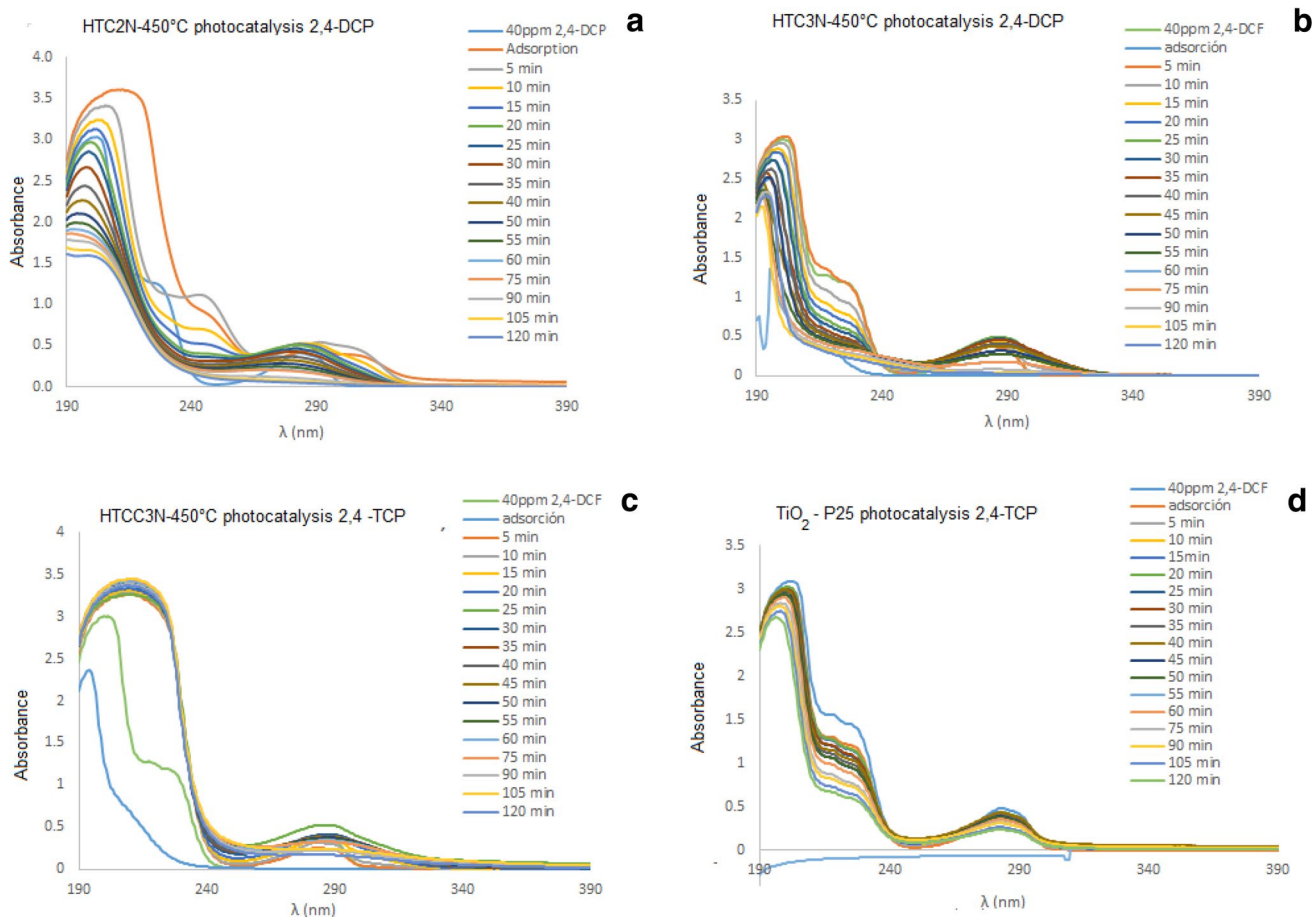 HTC2N-450°C photocatalysis 2,4-DCP
a
40ppm 2,4-DCP
Adsorption
5 min
10 min
15 min
20 min
25 min
30 min
35 min
40 min
50 min
55 min
60 min
75 min
90 min
105 min
120 min
4.0
3.5
3.0
2.5
2.0
1.5
1.0
0.5
0.0
Absorbance
190
240
290
340
390
λ (nm)
HTC3N-450°C photocatalysis 2,4-DCP
b
40ppm 2,4-DCF
adsorción
5 min
10 min
15 min
20 min
25 min
30 min
35 min
40 min
45 min
50 min
55 min
60 min
75 min
90 min
105 min
120 min
3.5
3
2.5
2
1.5
1
0.5
0
Absorbance
190
240
290
340
390
λ (nm)
HTCC3N-450°C photocatalysis 2,4 -TCP
c
40ppm 2,4-DCF
adsorción
5 min
10 min
15 min
20 min
25 min
30 min
35 min
40 min
45 min
50 min
55 min
60 min
75 min
90 min
105 min
120 min
4
3.5
3
2.5
2
1.5
1
0.5
0
Absorbance
190
240
290
340
390
λ (nm)
TiO2 - P25 photocatalysis 2,4-TCP
d
40ppm 2,4-DCF
adsorción
5 min
10 min
15min
20 min
25 min
30 min
35 min
40 min
45 min
50 min
55 min
60 min
75 min
90 min
105 min
120 min
3.5
3
2.5
2
1.5
1
0.5
0
Absorbance
190
240
290
340
390
λ (nm)